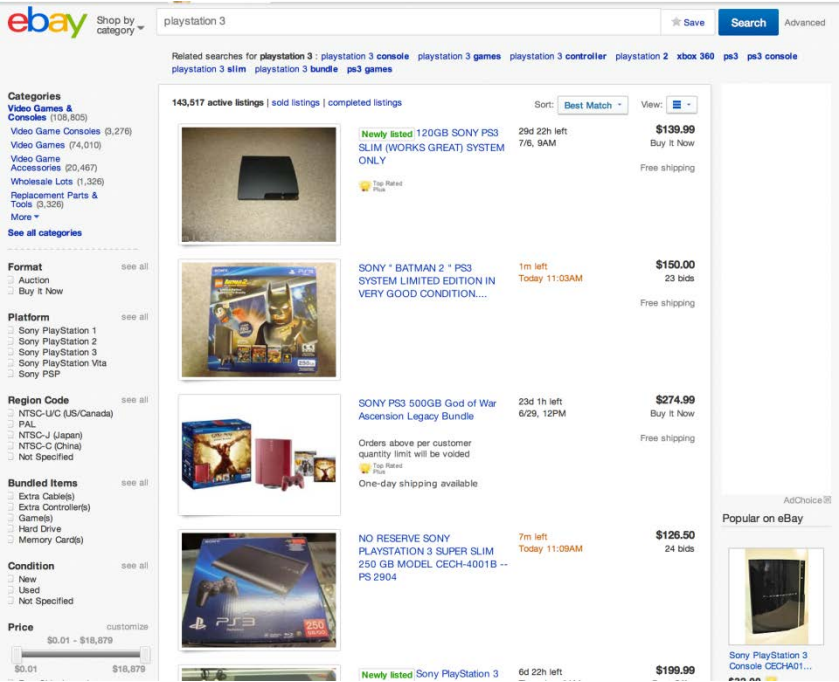 ebay
Shop by
category
playstation 3
Save
Search
Advanced
Related searches for playstation 3 : playstation 3 console playstation 3 games playstation 3 controller playstation 2 xbox 360 ps3 ps3 console
playstation 3 slim playstation 3 bundle ps3 games
Categories
Video Games &
Consoles (108,805)
Video Game Consoles (3,276)
Video Games (74,010)
Video Game
Accessories (20,467)
Wholesale Lots (1,326)
Replacement Parts &
Tools (3,326)
More
See all categories
Format see all
Auction
Buy It Now
Platform see all
Sony PlayStation 1
Sony PlayStation 2
Sony PlayStation 3
Sony PlayStation Vita
Sony PSP
Region Code see all
NTSC-U/C (US/Canada)
PAL
NTSC-J (Japan)
NTSC-C (China)
Not Specified
Bundled Items see all
Extra Cable(s)
Extra Controller(s)
Game(s)
Hard Drive
Memory Card(s)
Condition see all
New
Used
Not Specified
Price customize
$0.01 - $18,879
$0.01 $18,879
143,517 active listings | sold listings | completed listings
Sort: Best Match View:
Newly listed 120GB SONY PS3
SLIM (WORKS GREAT) SYSTEM
ONLY
Top Rated
Plus
29d 22h left
7/6, 9AM
$139.99
Buy It Now
Free shipping
SONY " BATMAN 2 " PS3
SYSTEM LIMITED EDITION IN
VERY GOOD CONDITION....
1m left
Today 11:03AM
$150.00
23 bids
Free shipping
SONY PS3 500GB God of War
Ascension Legacy Bundle
Orders above per customer
quantity limit will be voided
Top Rated
Plus
One-day shipping available
23d 1h left
6/29, 12PM
$274.99
Buy It Now
Free shipping
PS3
250
NO RESERVE SONY
PLAYSTATION 3 SUPER SLIM
250 GB MODEL CECH-4001B --
PS 2904
7m left
Today 11:09AM
$126.50
24 bids
Newly listed Sony PlayStation 3
6d 22h left
$199.99
AdChoice
Popular on eBay
Sony PlayStation 3
Console CECHA01...